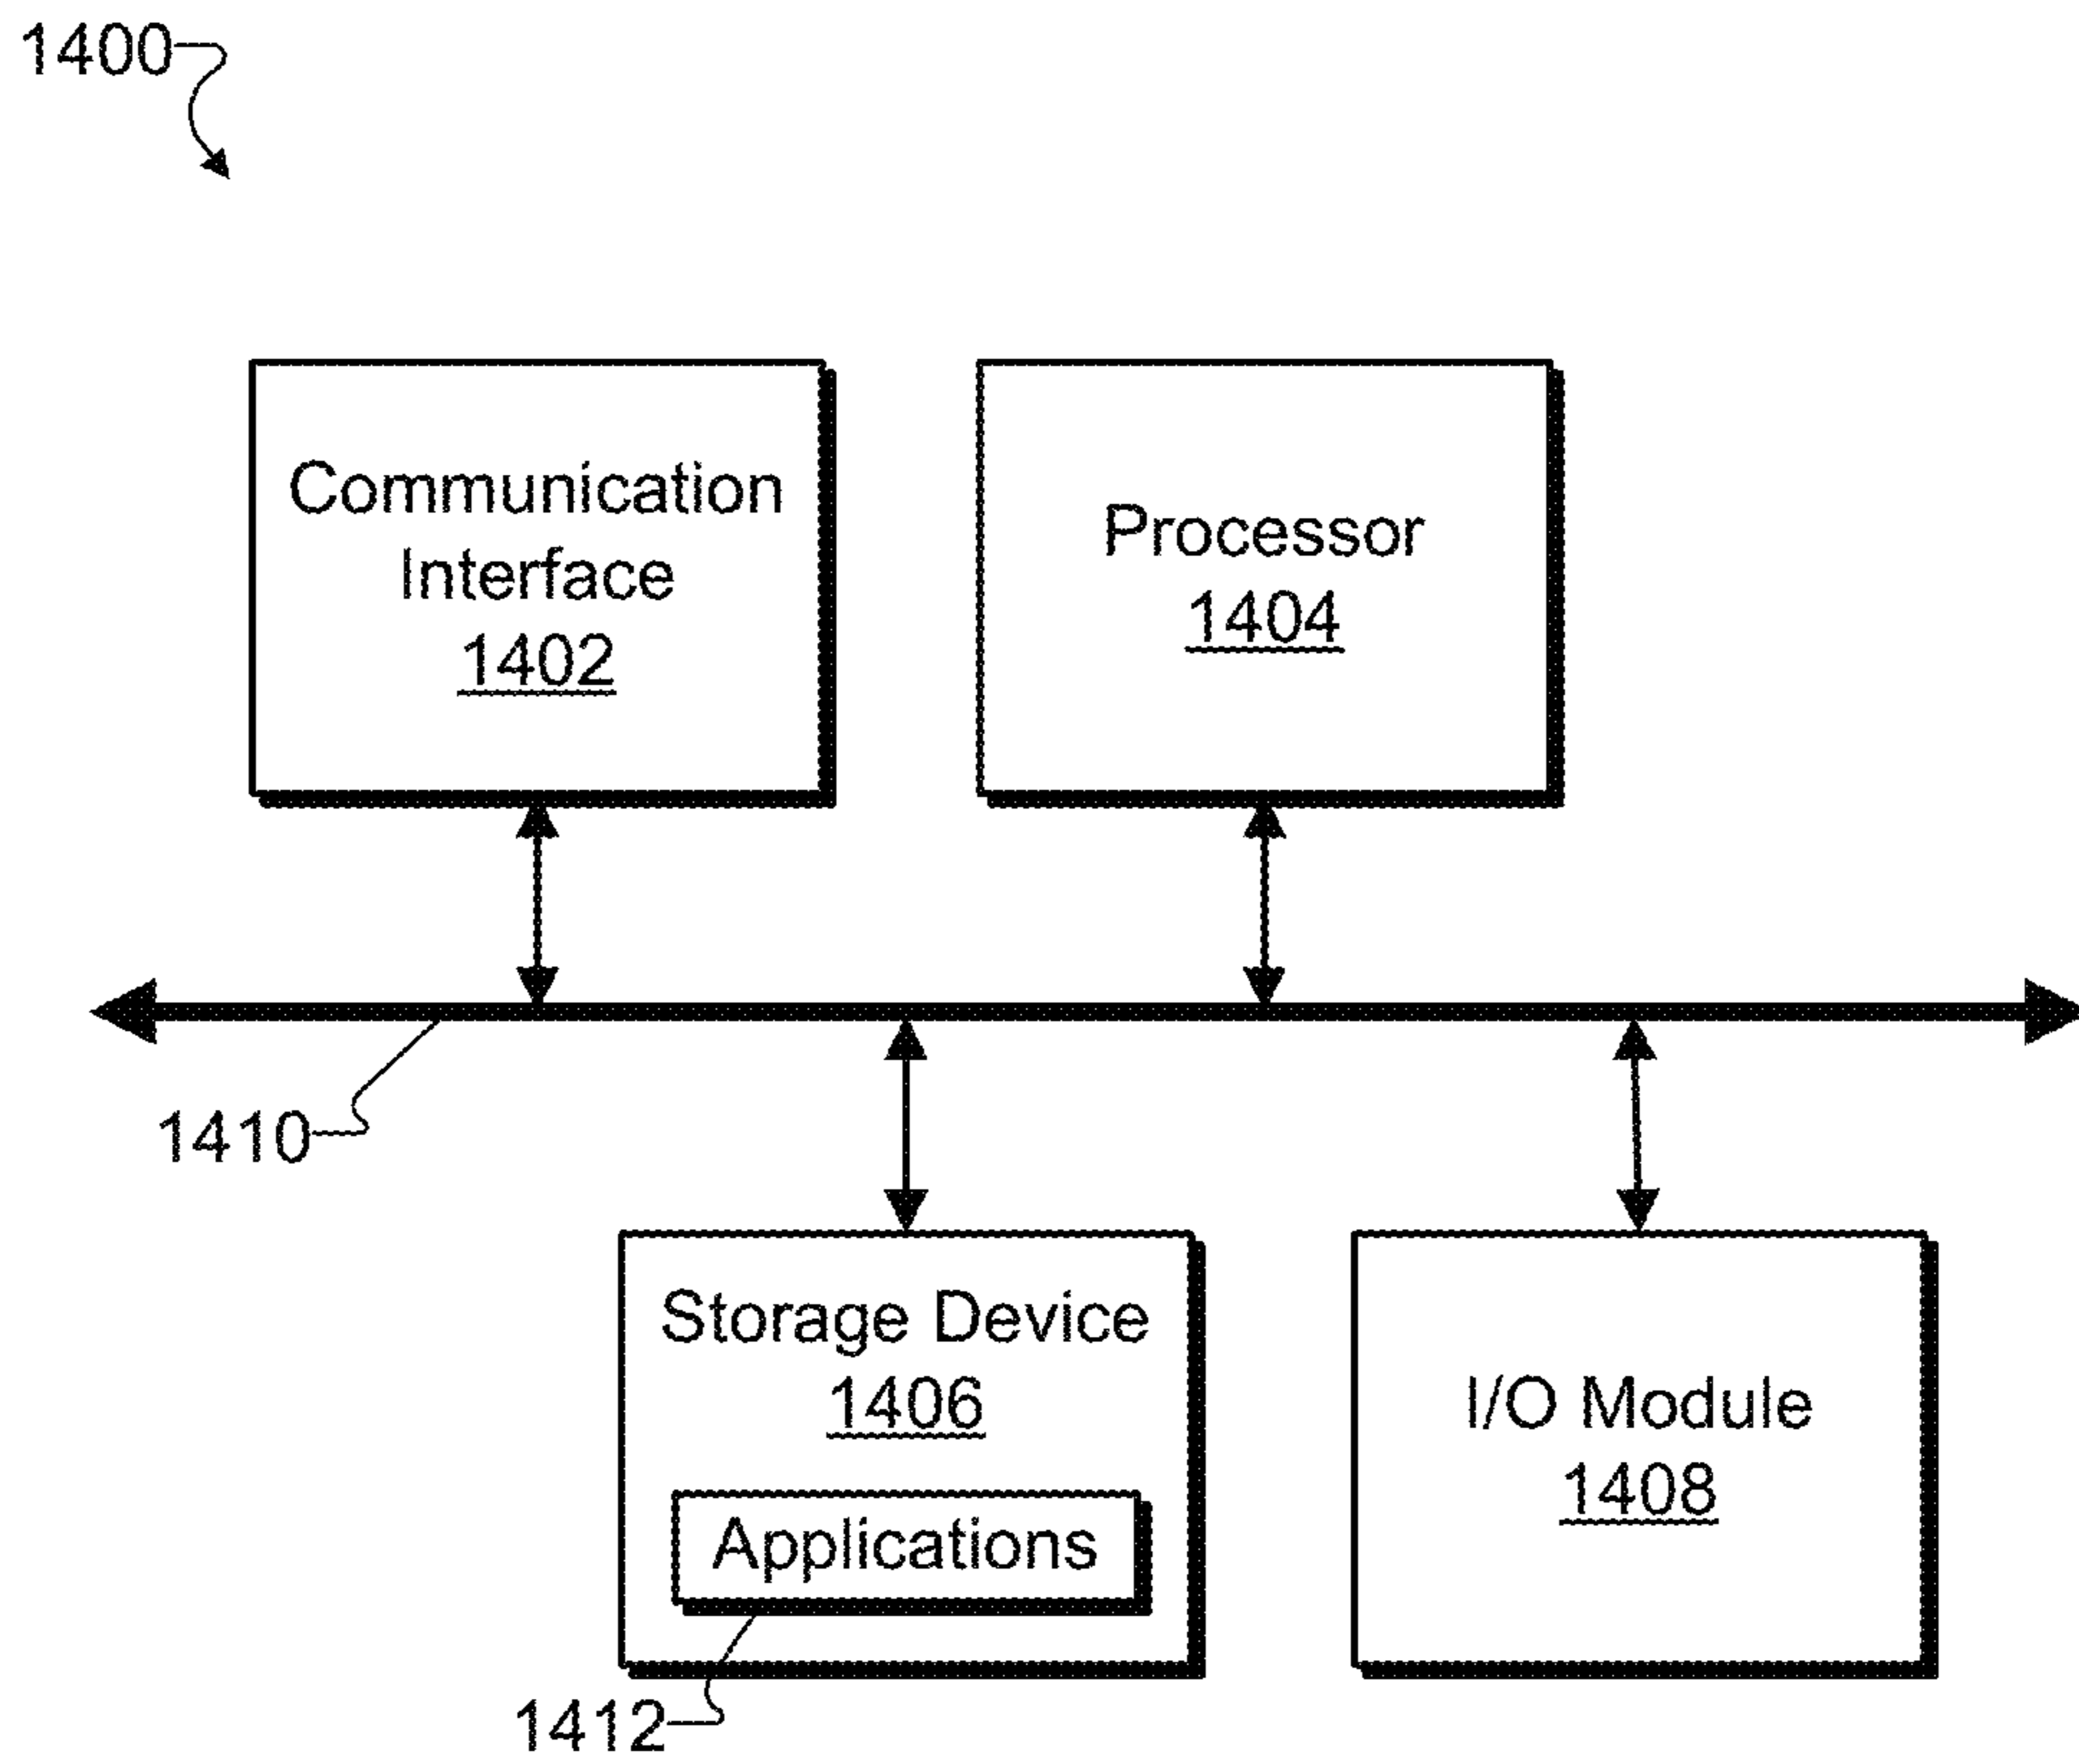 1400
Communication
Interface
1402
Processor
1404
1410
Storage Device
1406
Applications
1412
I/O Module
1408